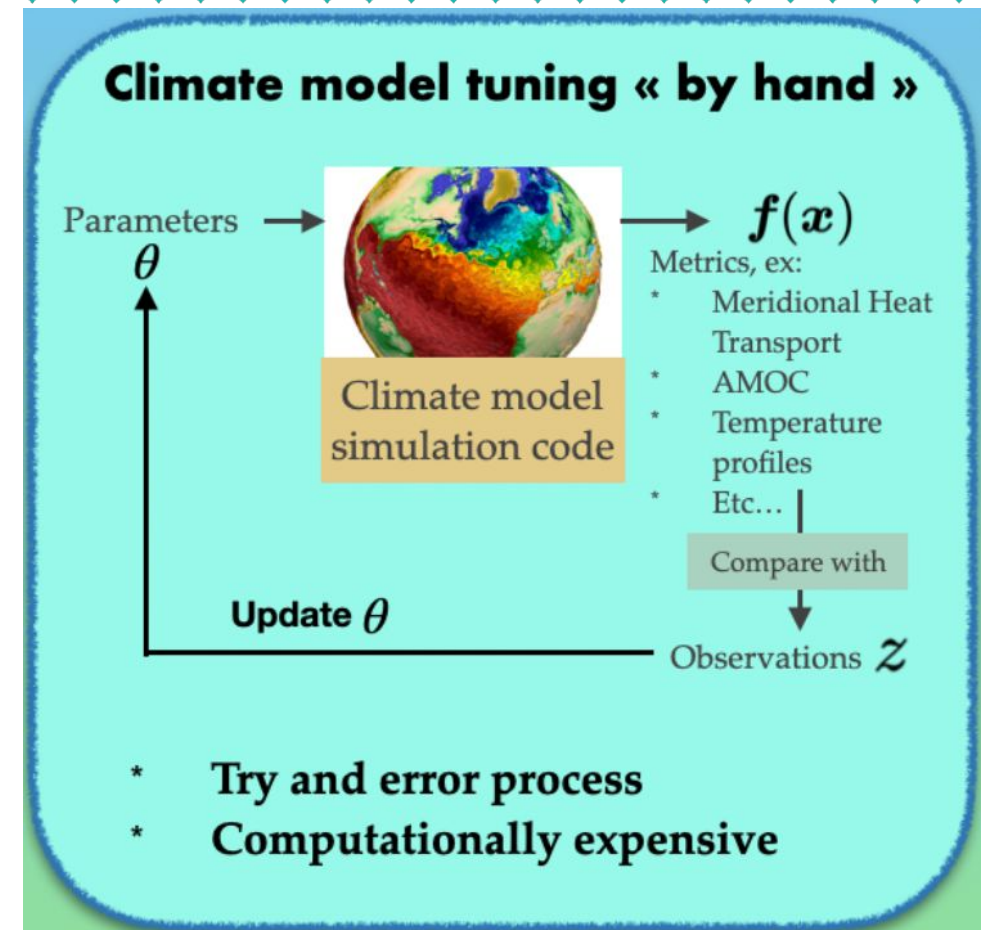 Climate model tuning « by hand »
Parameters
θ
Climate model
simulation code
f(x)
Metrics, ex:
* Meridional Heat
Transport
* AMOC
* Temperature
profiles
* Etc…
Compare with
Observations z
Update θ
* Try and error process
* Computationally expensive